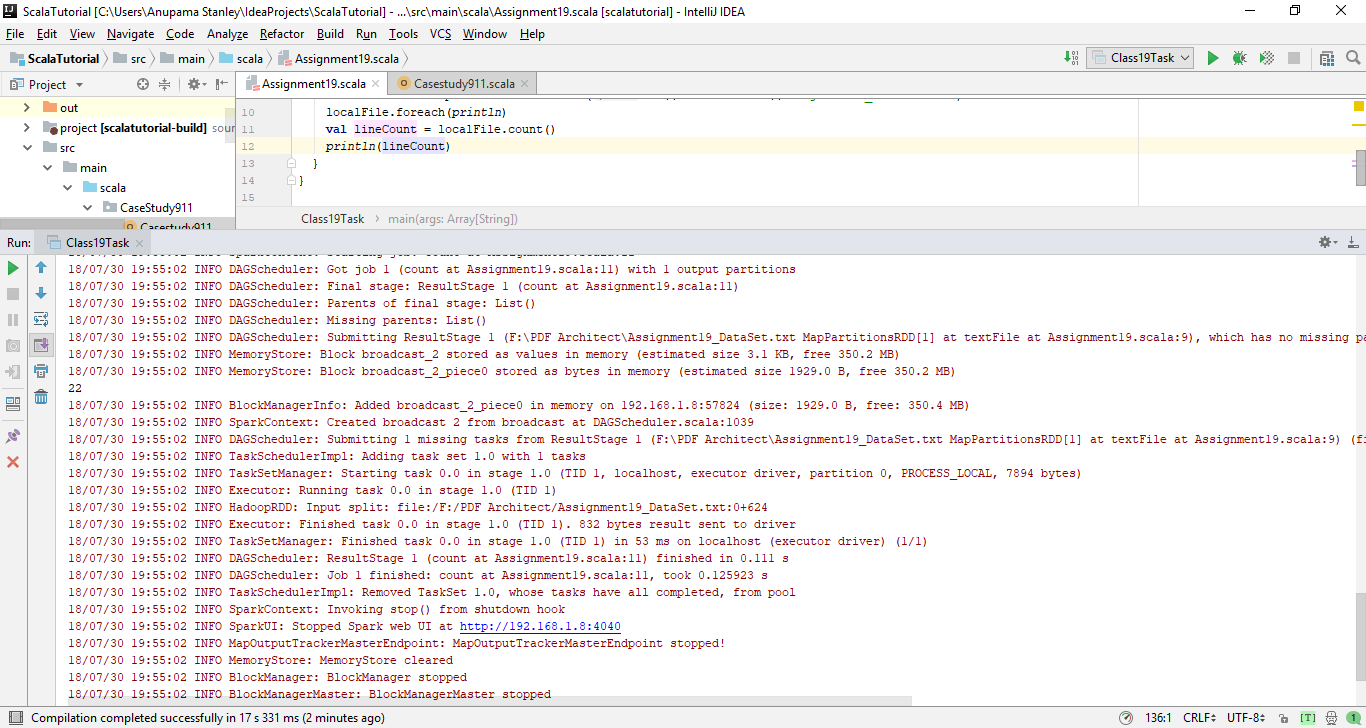 ScalaTutorial [C:\Users\Anupama Stanley\IdeaProjects\ScalaTutorial] - ...\src\main\scala\Assignment19.scala [scalatutorial] - IntelliJ IDEA
File Edit View Navigate Code Analyze Refactor Build Run Tools VCS Window Help
ScalaTutorial src main scala Assignment19.scala Class19Task
Project Assignment19.scala Casestudy911.scala
out
project [scalatutorial-build]
src
main
scala
CaseStudy911
Casestudy911
10 localFile.foreach(println)
11 val lineCount = localFile.count()
12 println(lineCount)
13 }
14 }
15
Class19Task main(args: Array[String])
Run: Class19Task
18/07/30 19:55:02 INFO DAGScheduler: Got job 1 (count at Assignment19.scala:11) with 1 output partitions
18/07/30 19:55:02 INFO DAGScheduler: Final stage: ResultStage 1 (count at Assignment19.scala:11)
18/07/30 19:55:02 INFO DAGScheduler: Parents of final stage: List()
18/07/30 19:55:02 INFO DAGScheduler: Missing parents: List()
18/07/30 19:55:02 INFO DAGScheduler: Submitting ResultStage 1 (F:\PDF Architect\Assignment19_DataSet.txt MapPartitionsRDD[1] at textFile at Assignment19.scala:9), which has no missing pa
18/07/30 19:55:02 INFO MemoryStore: Block broadcast_2 stored as values in memory (estimated size 3.1 KB, free 350.2 MB)
18/07/30 19:55:02 INFO MemoryStore: Block broadcast_2_piece0 stored as bytes in memory (estimated size 1929.0 B, free 350.2 MB)
22
18/07/30 19:55:02 INFO BlockManagerInfo: Added broadcast_2_piece0 in memory on 192.168.1.8:57824 (size: 1929.0 B, free: 350.4 MB)
18/07/30 19:55:02 INFO SparkContext: Created broadcast 2 from broadcast at DAGScheduler.scala:1039
18/07/30 19:55:02 INFO DAGScheduler: Submitting 1 missing tasks from ResultStage 1 (F:\PDF Architect\Assignment19_DataSet.txt MapPartitionsRDD[1] at textFile at Assignment19.scala:9) (fi
18/07/30 19:55:02 INFO TaskSchedulerImpl: Adding task set 1.0 with 1 tasks
18/07/30 19:55:02 INFO TaskSetManager: Starting task 0.0 in stage 1.0 (TID 1, localhost, executor driver, partition 0, PROCESS_LOCAL, 7894 bytes)
18/07/30 19:55:02 INFO Executor: Running task 0.0 in stage 1.0 (TID 1)
18/07/30 19:55:02 INFO HadoopRDD: Input split: file:/F:/PDF Architect/Assignment19_DataSet.txt:0+624
18/07/30 19:55:02 INFO Executor: Finished task 0.0 in stage 1.0 (TID 1). 832 bytes result sent to driver
18/07/30 19:55:02 INFO TaskSetManager: Finished task 0.0 in stage 1.0 (TID 1) in 53 ms on localhost (executor driver) (1/1)
18/07/30 19:55:02 INFO DAGScheduler: ResultStage 1 (count at Assignment19.scala:11) finished in 0.111 s
18/07/30 19:55:02 INFO DAGScheduler: Job 1 finished: count at Assignment19.scala:11, took 0.125923 s
18/07/30 19:55:02 INFO TaskSchedulerImpl: Removed TaskSet 1.0, whose tasks have all completed, from pool
18/07/30 19:55:02 INFO SparkContext: Invoking stop() from shutdown hook
18/07/30 19:55:02 INFO SparkUI: Stopped Spark web UI at http://192.168.1.8:4040
18/07/30 19:55:02 INFO MapOutputTrackerMasterEndpoint: MapOutputTrackerMasterEndpoint stopped!
18/07/30 19:55:02 INFO MemoryStore: MemoryStore cleared
18/07/30 19:55:02 INFO BlockManager: BlockManager stopped
18/07/30 19:55:02 INFO BlockManagerMaster: BlockManagerMaster stopped
Compilation completed successfully in 17 s 331 ms (2 minutes ago) 136:1 CRLF UTF-8 [T] 1